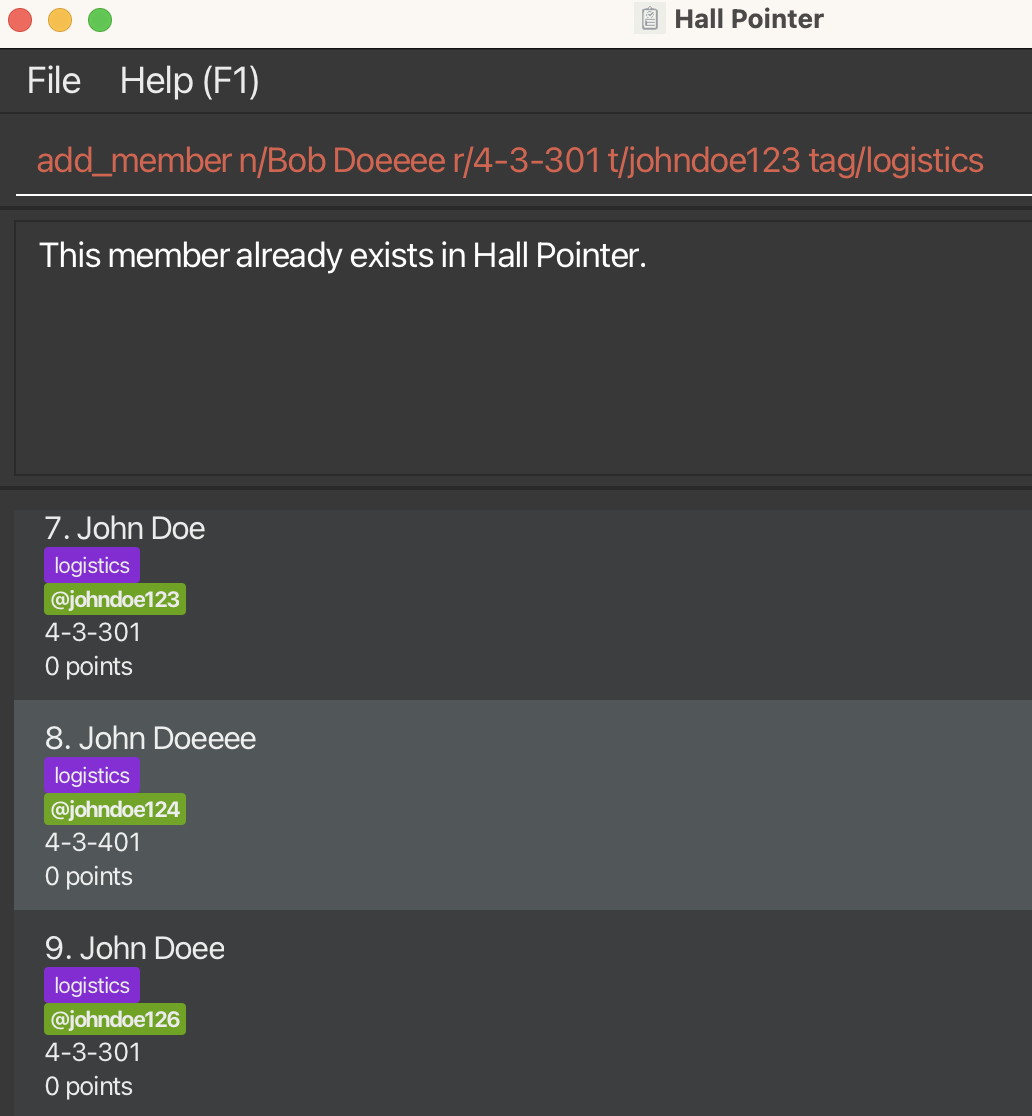 Hall Pointer
File Help (F1)
add_member n/Bob Doeeee r/4-3-301 t/johndoe123 tag/logistics
This member already exists in Hall Pointer.
7. John Doe
logistics
@johndoe123
4-3-301
0 points
8. John Doeeee
logistics
@johndoe124
4-3-401
0 points
9. John Doee
logistics
@johndoe126
4-3-301
0 points